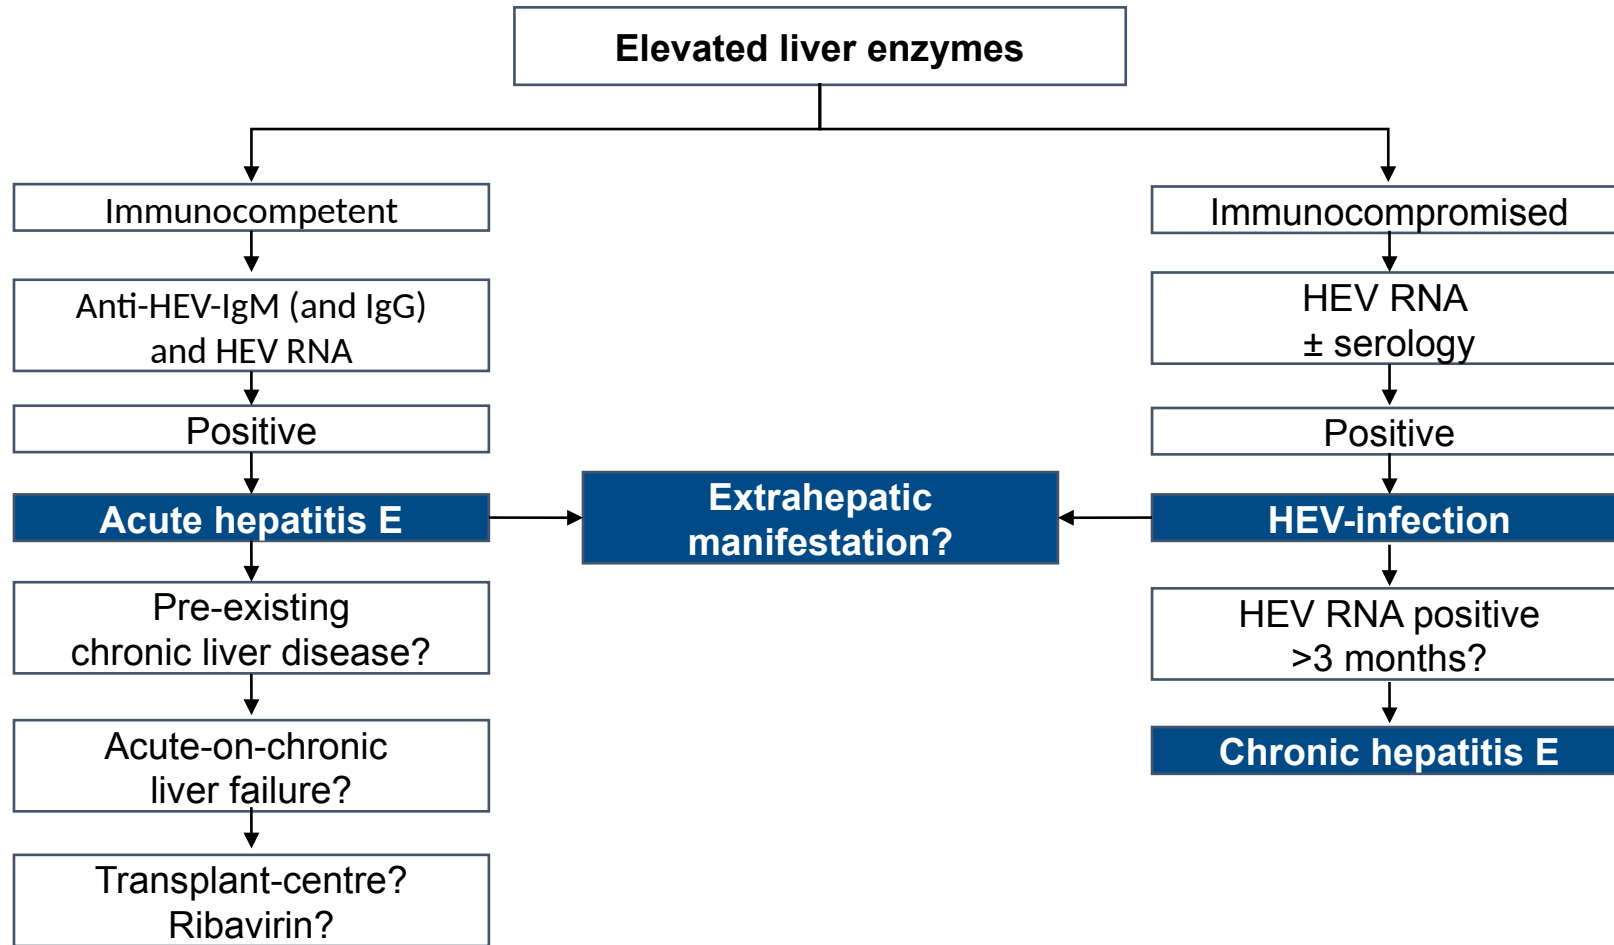 Elevated liver enzymes
Immunocompetent
Anti-HEV-IgM (and IgG)
and HEV RNA
Positive
Acute hepatitis E
Pre-existing
chronic liver disease?
Acute-on-chronic
liver failure?
Transplant-centre?
Ribavirin?
Extrahepatic
manifestation?
Immunocompromised
HEV RNA
± serology
Positive
HEV-infection
HEV RNA positive
>3 months?
Chronic hepatitis E